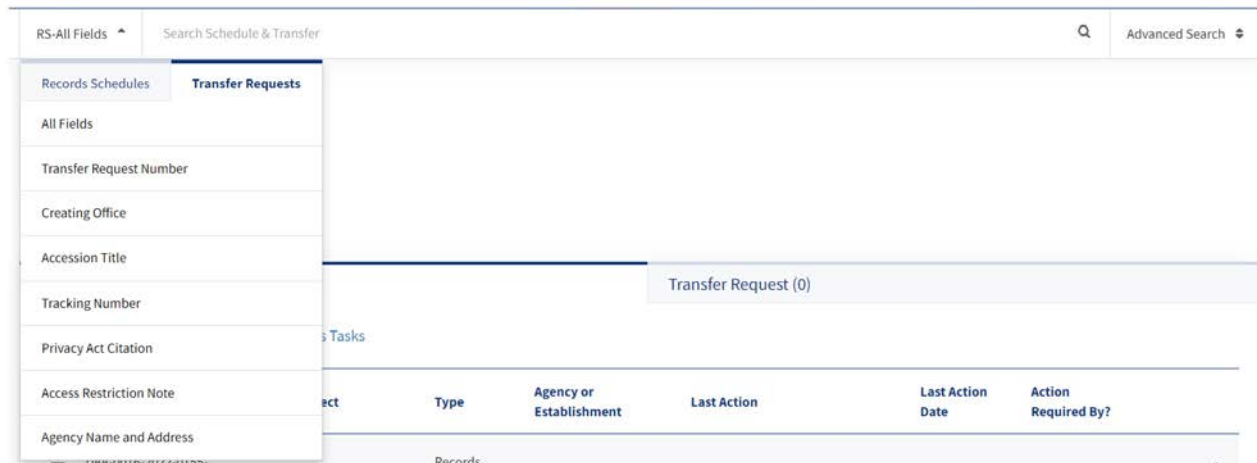 RS-All Fields Search Schedule & Transfer Advanced Search
Records Schedules Transfer Requests
All Fields
Transfer Request Number
Creating Office
Accession Title
Tracking Number
Privacy Act Citation
Access Restriction Note
Agency Name and Address
Transfer Request (0)
s Tasks
ect Type Agency or Establishment Last Action Last Action Date Action Required By?
Records